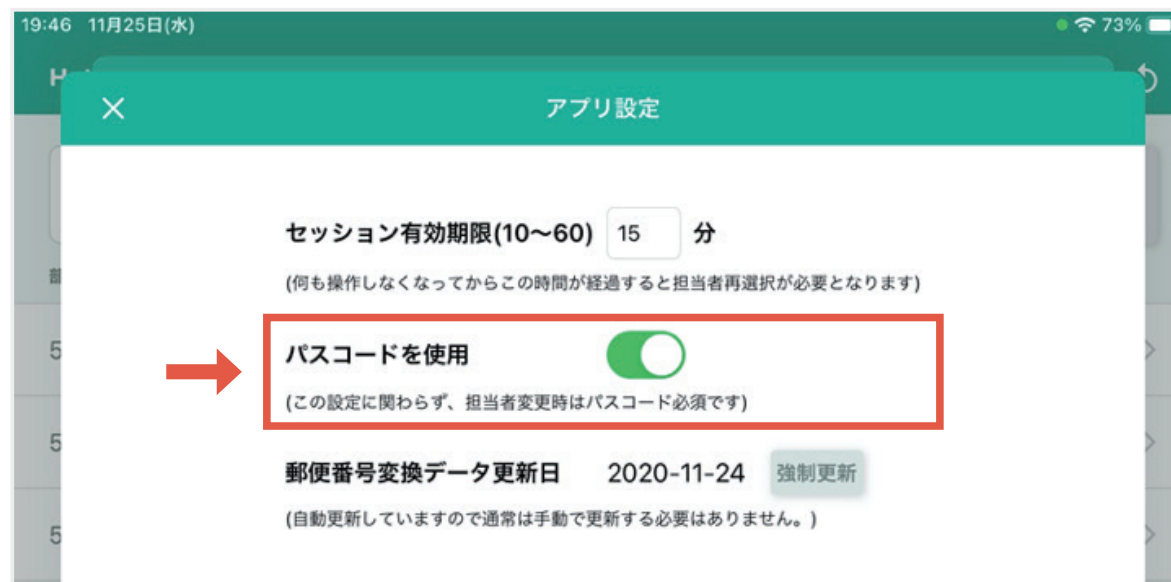 19:46 11月25日(水) 73%
アプリ設定
セッション有効期限(10〜60) 15 分
(何も操作しなくなってからこの時間が経過すると担当者再選択が必要となります)
5
パスコードを使用
(この設定に関わらず、担当者変更時はパスコード必須です)
5
郵便番号変換データ更新日 2020-11-24 強制更新
(自動更新していますので通常は手動で更新する必要はありません。)
5